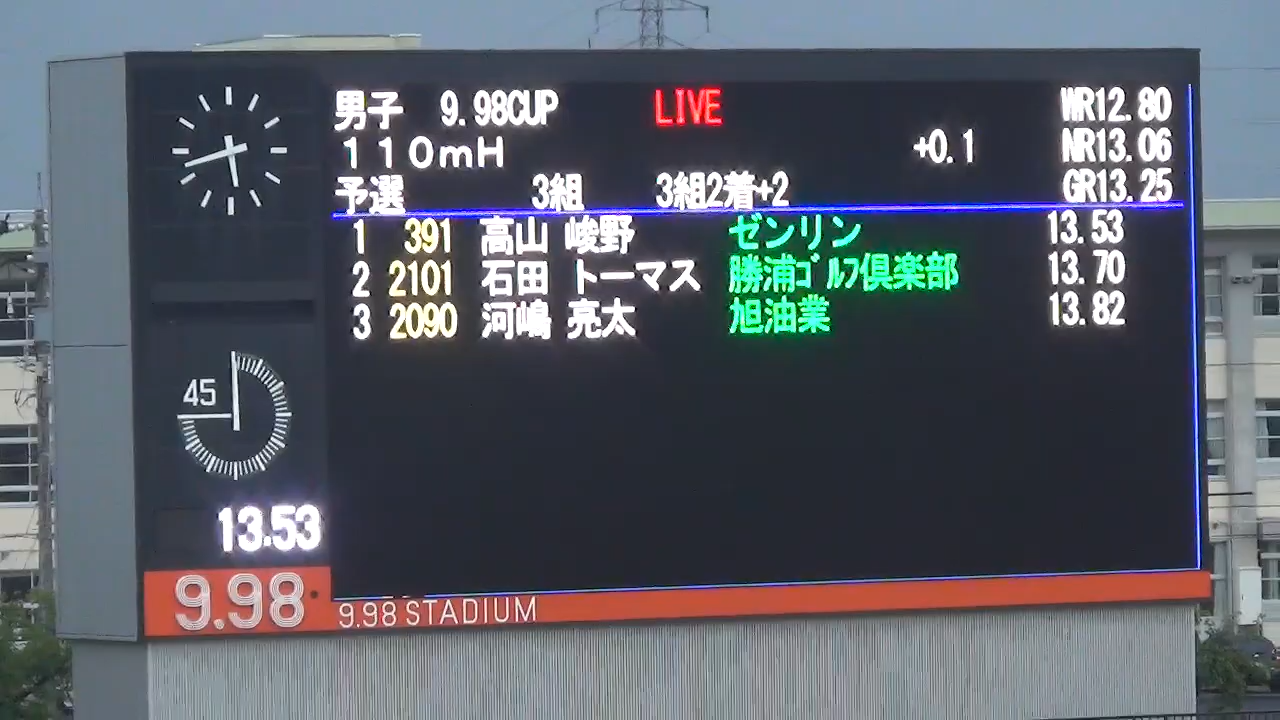 男子 9.98CUP LIVE WR12.80
110mH +0.1 NR13.06
予選 3組 3組2着+2 GR13.25
1 391 高山 峻野 ゼンリン 13.53
2 2101 石田 トーマス 勝浦ゴルフ倶楽部 13.70
3 2090 河嶋 亮太 旭油業 13.82
45
13.53
9.98
9.98 STADIUM